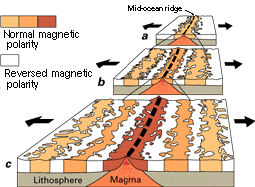 Mid-ocean ridge
Normal magnetic
polarity
Reversed magnetic
polarity
a
b
c
Lithosphere
Magma